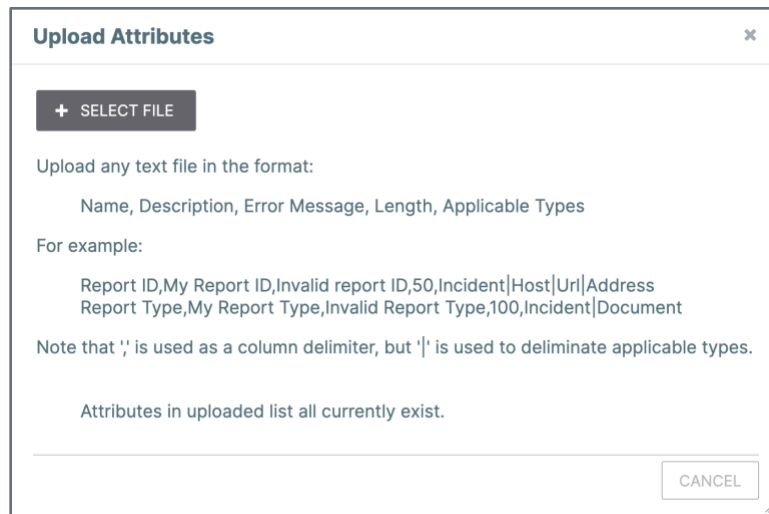 Upload Attributes
×
+ SELECT FILE
Upload any text file in the format:
Name, Description, Error Message, Length, Applicable Types
For example:
Report ID,My Report ID,Invalid report ID,50,Incident|Host|Url|Address
Report Type,My Report Type,Invalid Report Type,100,Incident|Document
Note that ',' is used as a column delimiter, but '|' is used to deliminate applicable types.
Attributes in uploaded list all currently exist.
CANCEL